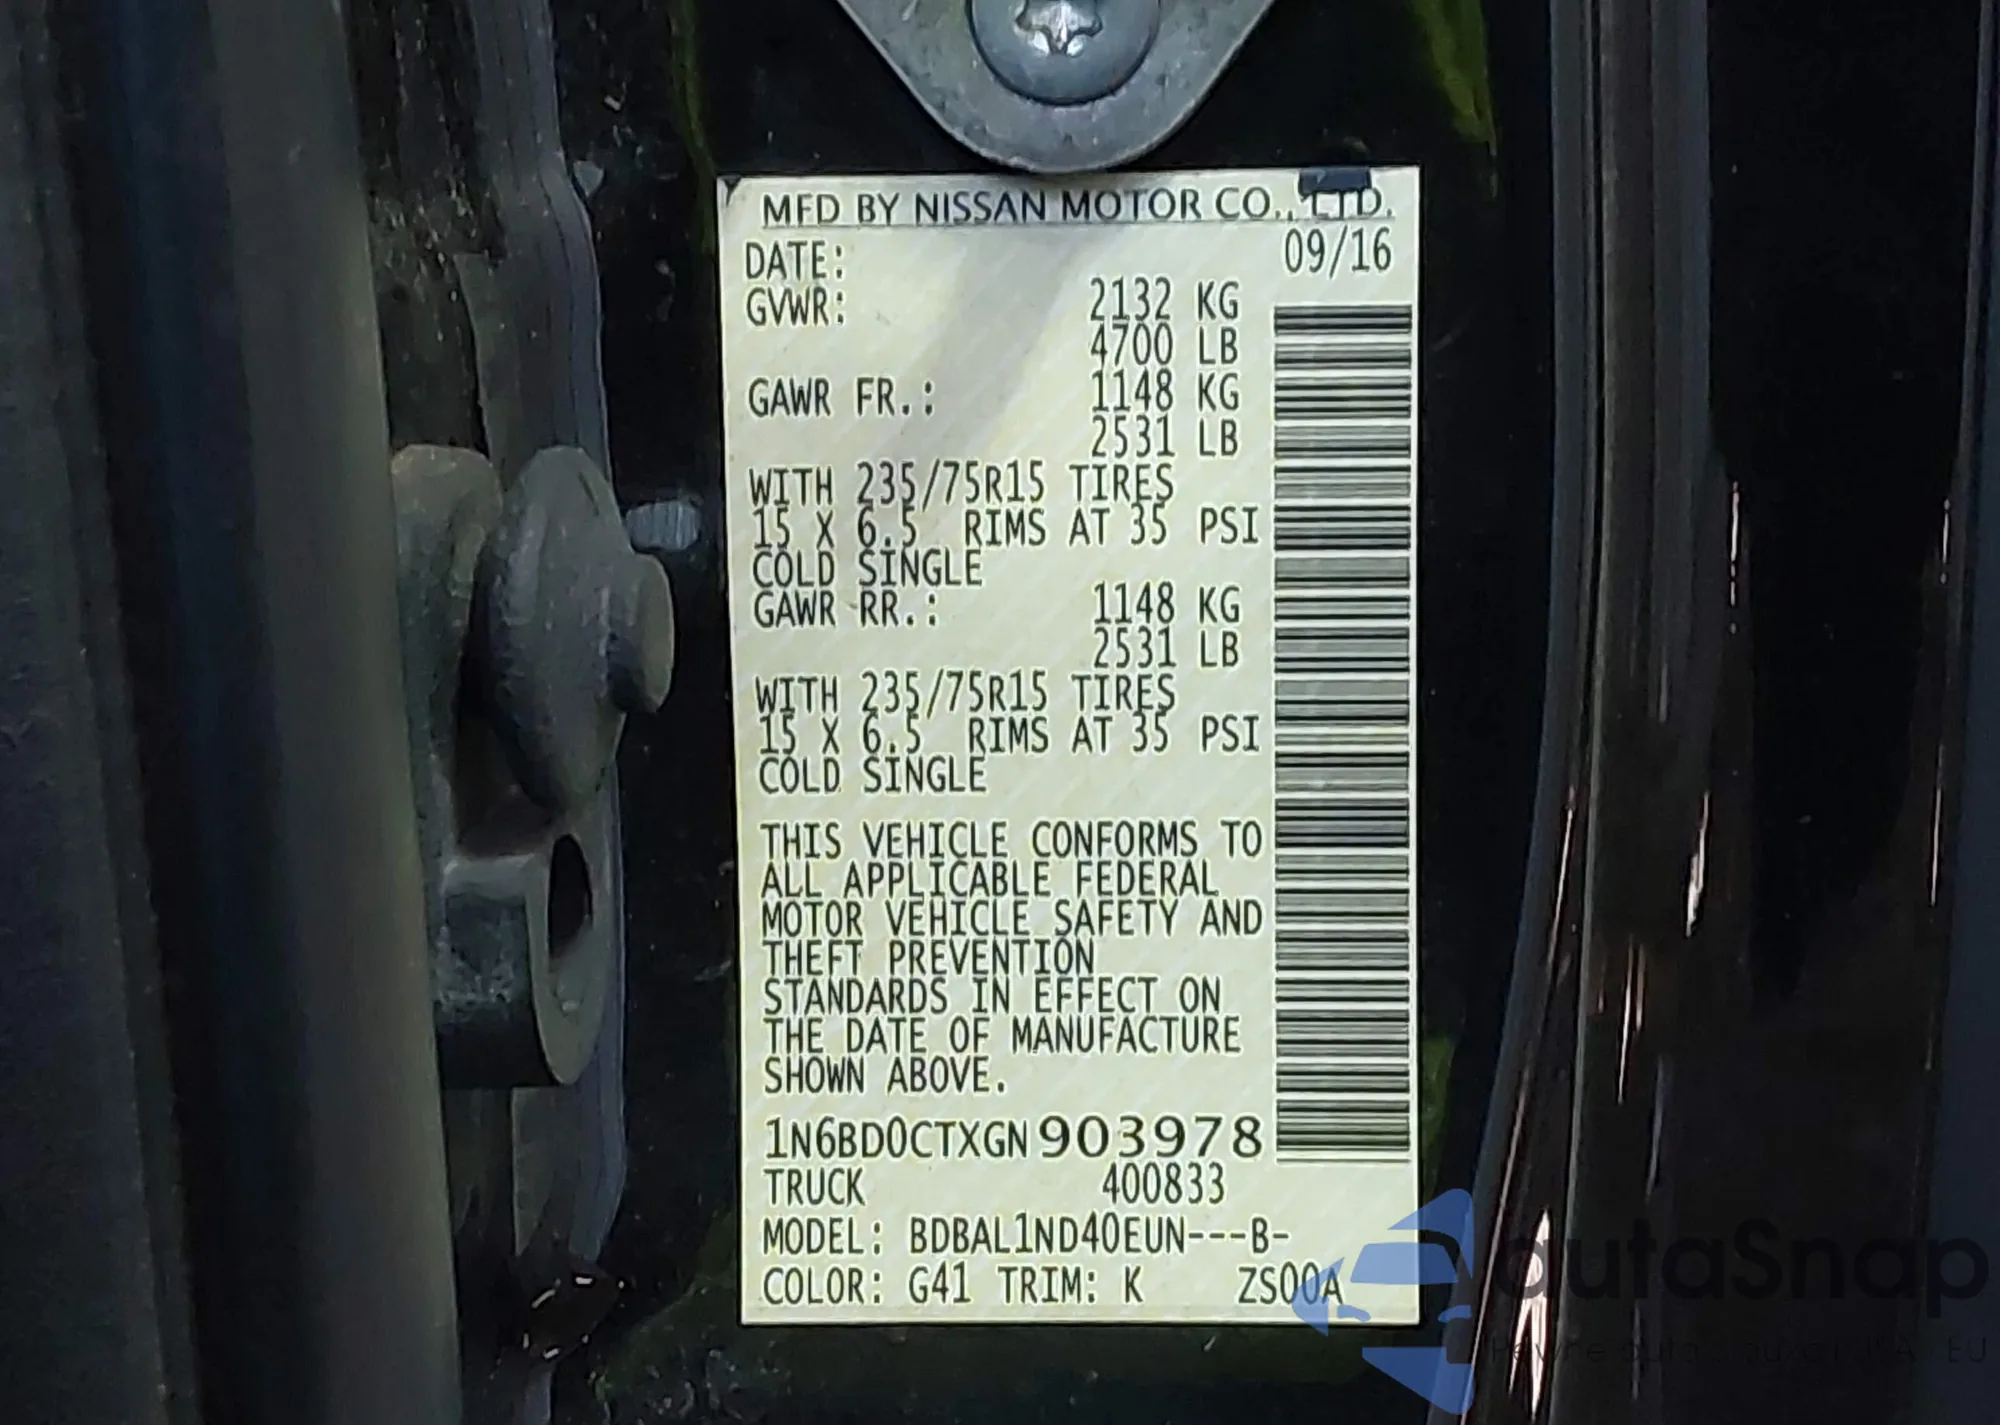 MFD BY NISSAN MOTOR CO., LTD.
DATE: 09/16
GVWR: 2132 KG
4700 LB
GAWR FR.: 1148 KG
2531 LB
WITH 235/75R15 TIRES
15 X 6.5 RIMS AT 35 PSI
COLD SINGLE
GAWR RR.: 1148 KG
2531 LB
WITH 235/75R15 TIRES
15 X 6.5 RIMS AT 35 PSI
COLD SINGLE
THIS VEHICLE CONFORMS TO
ALL APPLICABLE FEDERAL
MOTOR VEHICLE SAFETY AND
THEFT PREVENTION
STANDARDS IN EFFECT ON
THE DATE OF MANUFACTURE
SHOWN ABOVE.
1N6BD0CTXGN903978
TRUCK 400833
MODEL: BDBAL1ND40EUN---B-
COLOR: G41 TRIM: K ZS00A
autoSnap
EU